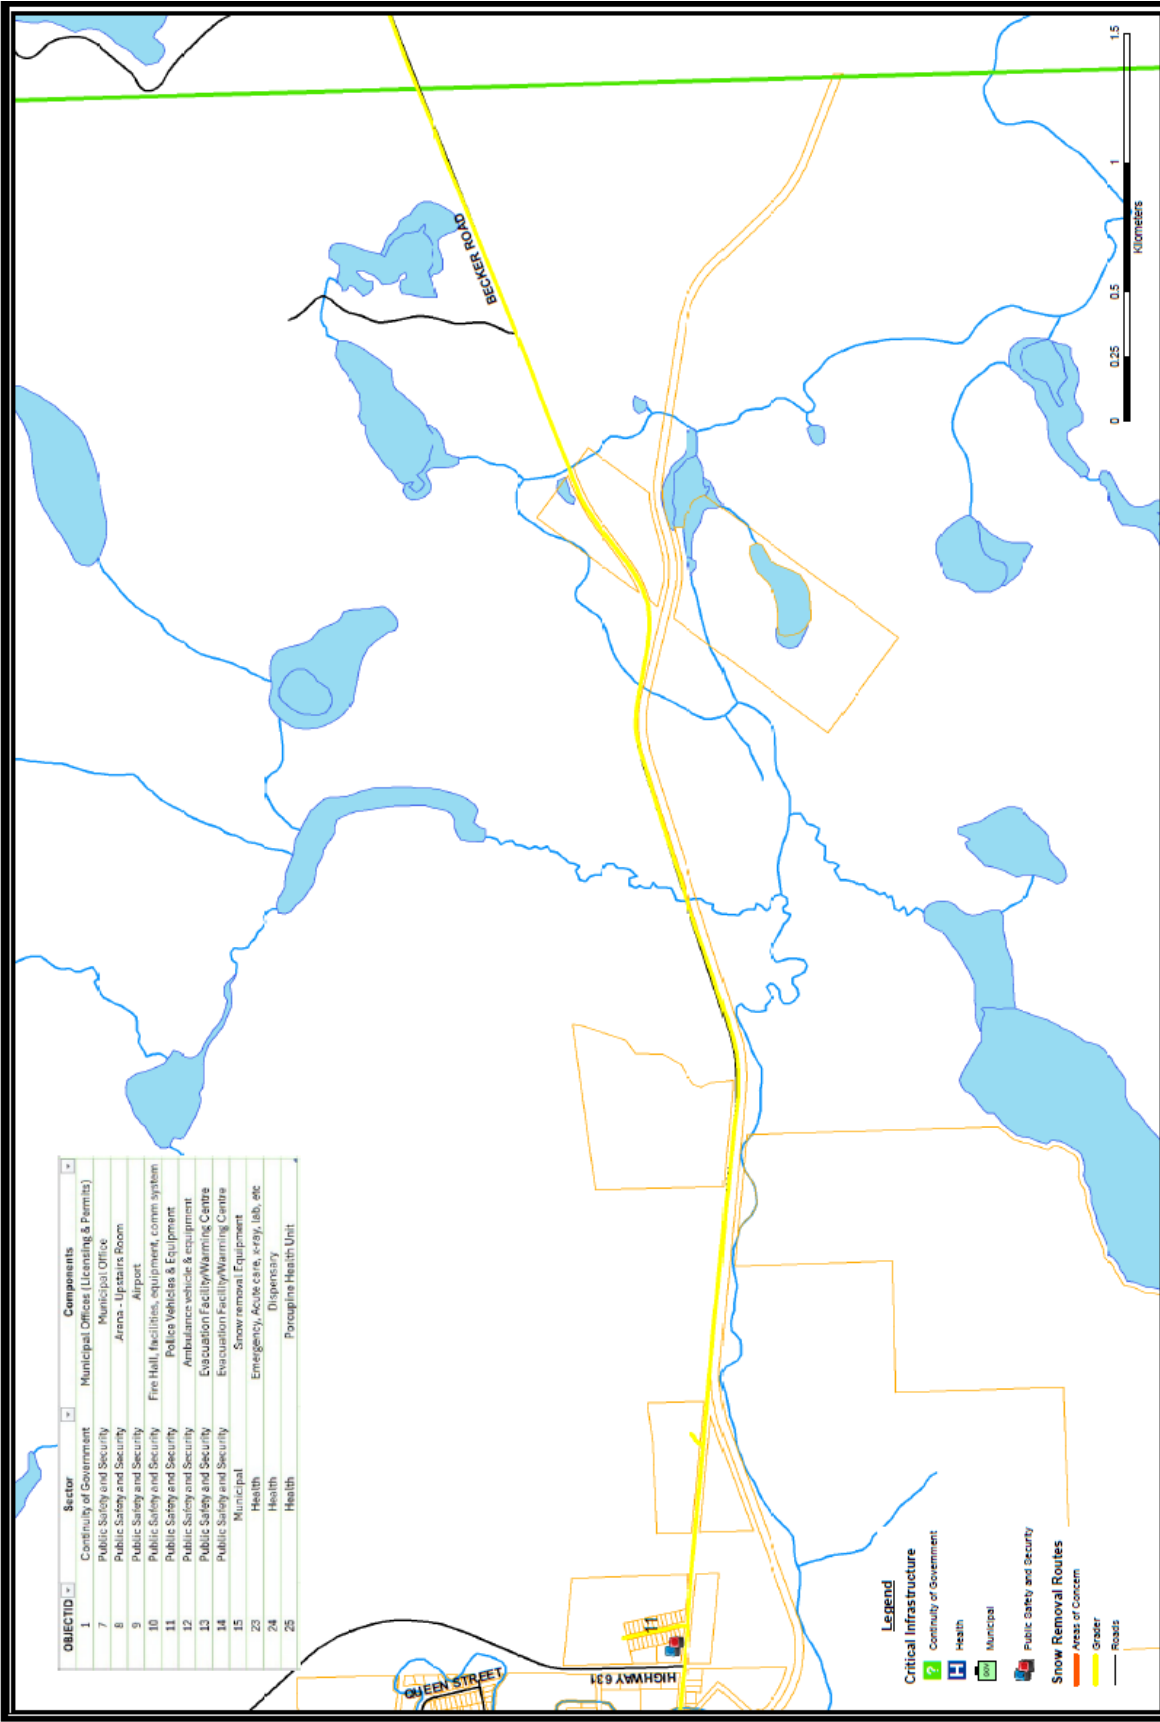 OBJECTID Sector Components
1 Continuity of Government Municipal Offices (Licensing & Permits)
7 Public Safety and Security Municipal Office
8 Public Safety and Security Arena - Upstairs Room
9 Public Safety and Security Airport
10 Public Safety and Security Fire Hall, facilities, equipment, comm system
11 Public Safety and Security Police Vehicles & Equipment
12 Public Safety and Security Ambulance vehicle & equipment
13 Public Safety and Security Evacuation Facility/Warming Centre
14 Public Safety and Security Evacuation Facility/Warming Centre
15 Municipal Snow removal Equipment
23 Health Emergency, Acute care, x-ray, lab, etc
24 Health Dispensary
25 Health Porcupine Health Unit
BECKER ROAD
QUEEN STREET
HIGHWAY 631
11
Legend
Critical Infrastructure
? Continuity of Government
H Health
GOV Municipal
Public Safety and Security
Snow Removal Routes
Areas of Concern
Grader
Roads
0 0.25 0.5 1 1.5
Kilometers